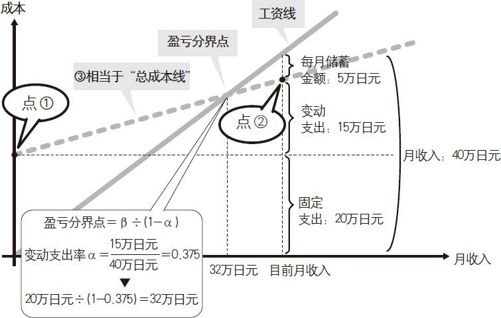 成本
工资线
盈亏分界点
每月储蓄
金额：5万日元
③相当于“总成本线”
点①
点②
变动
支出：15万日元
月收入：40万日元
固定
支出：20万日元
盈亏分界点＝β÷(1－α)
变动支出率α＝15万日元/40万日元＝0.375
▼
20万日元÷(1－0.375)＝32万日元
32万日元 目前月收入
月收入